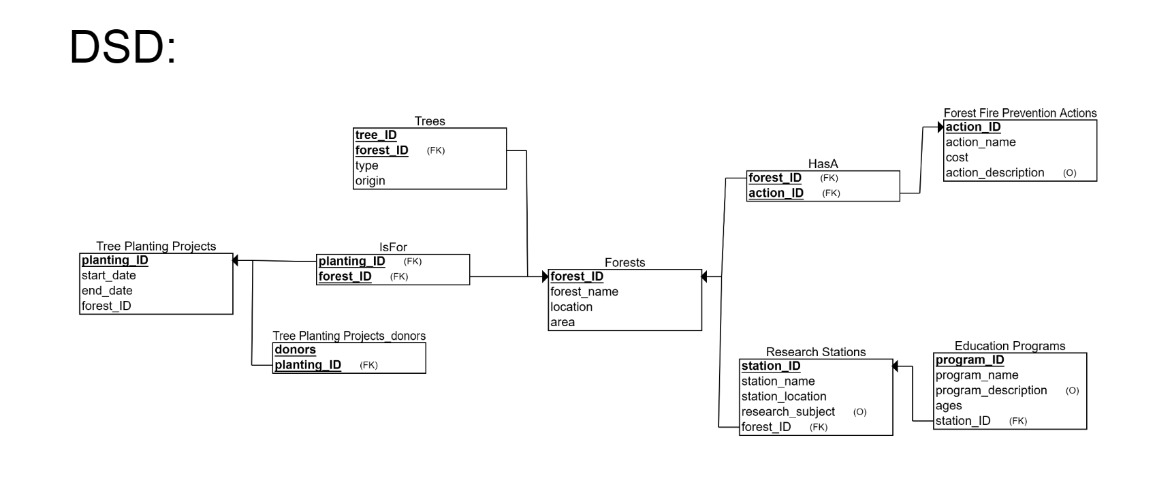 DSD:
Trees
tree_ID
forest_ID (FK)
type
origin
Forest Fire Prevention Actions
action_ID
action_name
cost
action_description (O)
HasA
forest_ID (FK)
action_ID (FK)
Tree Planting Projects
planting_ID
start_date
end_date
forest_ID
IsFor
planting_ID (FK)
forest_ID (FK)
Forests
forest_ID
forest_name
location
area
Tree Planting Projects_donors
donors
planting_ID (FK)
Research Stations
station_ID
station_name
station_location
research_subject (O)
forest_ID (FK)
Education Programs
program_ID
program_name
program_description (O)
ages
station_ID (FK)